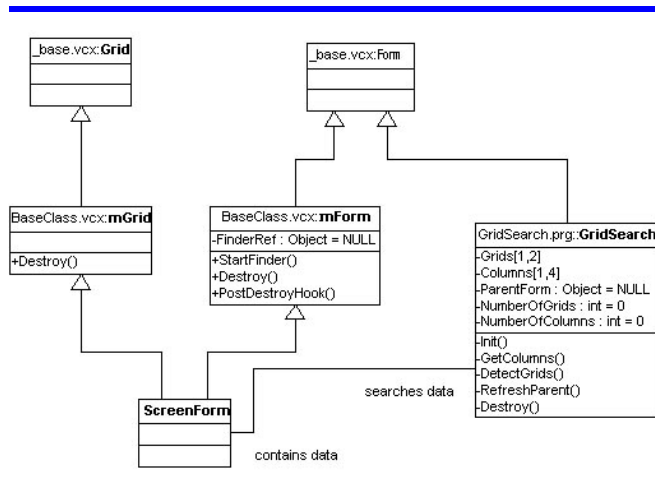 _base.vcx:Grid
_base.vcx:Form
BaseClass.vcx:mGrid
+Destroy()
BaseClass.vcx:mForm
-FinderRef : Object = NULL
+StartFinder()
+Destroy()
+PostDestroyHook()
GridSearch.prg::GridSearch
-Grids[1,2]
-Columns[1,4]
-ParentForm : Object = NULL
-NumberOfGrids : int = 0
-NumberOfColumns : int = 0
-Init()
-GetColumns()
-DetectGrids()
-RefreshParent()
-Destroy()
searches data
ScreenForm
contains data